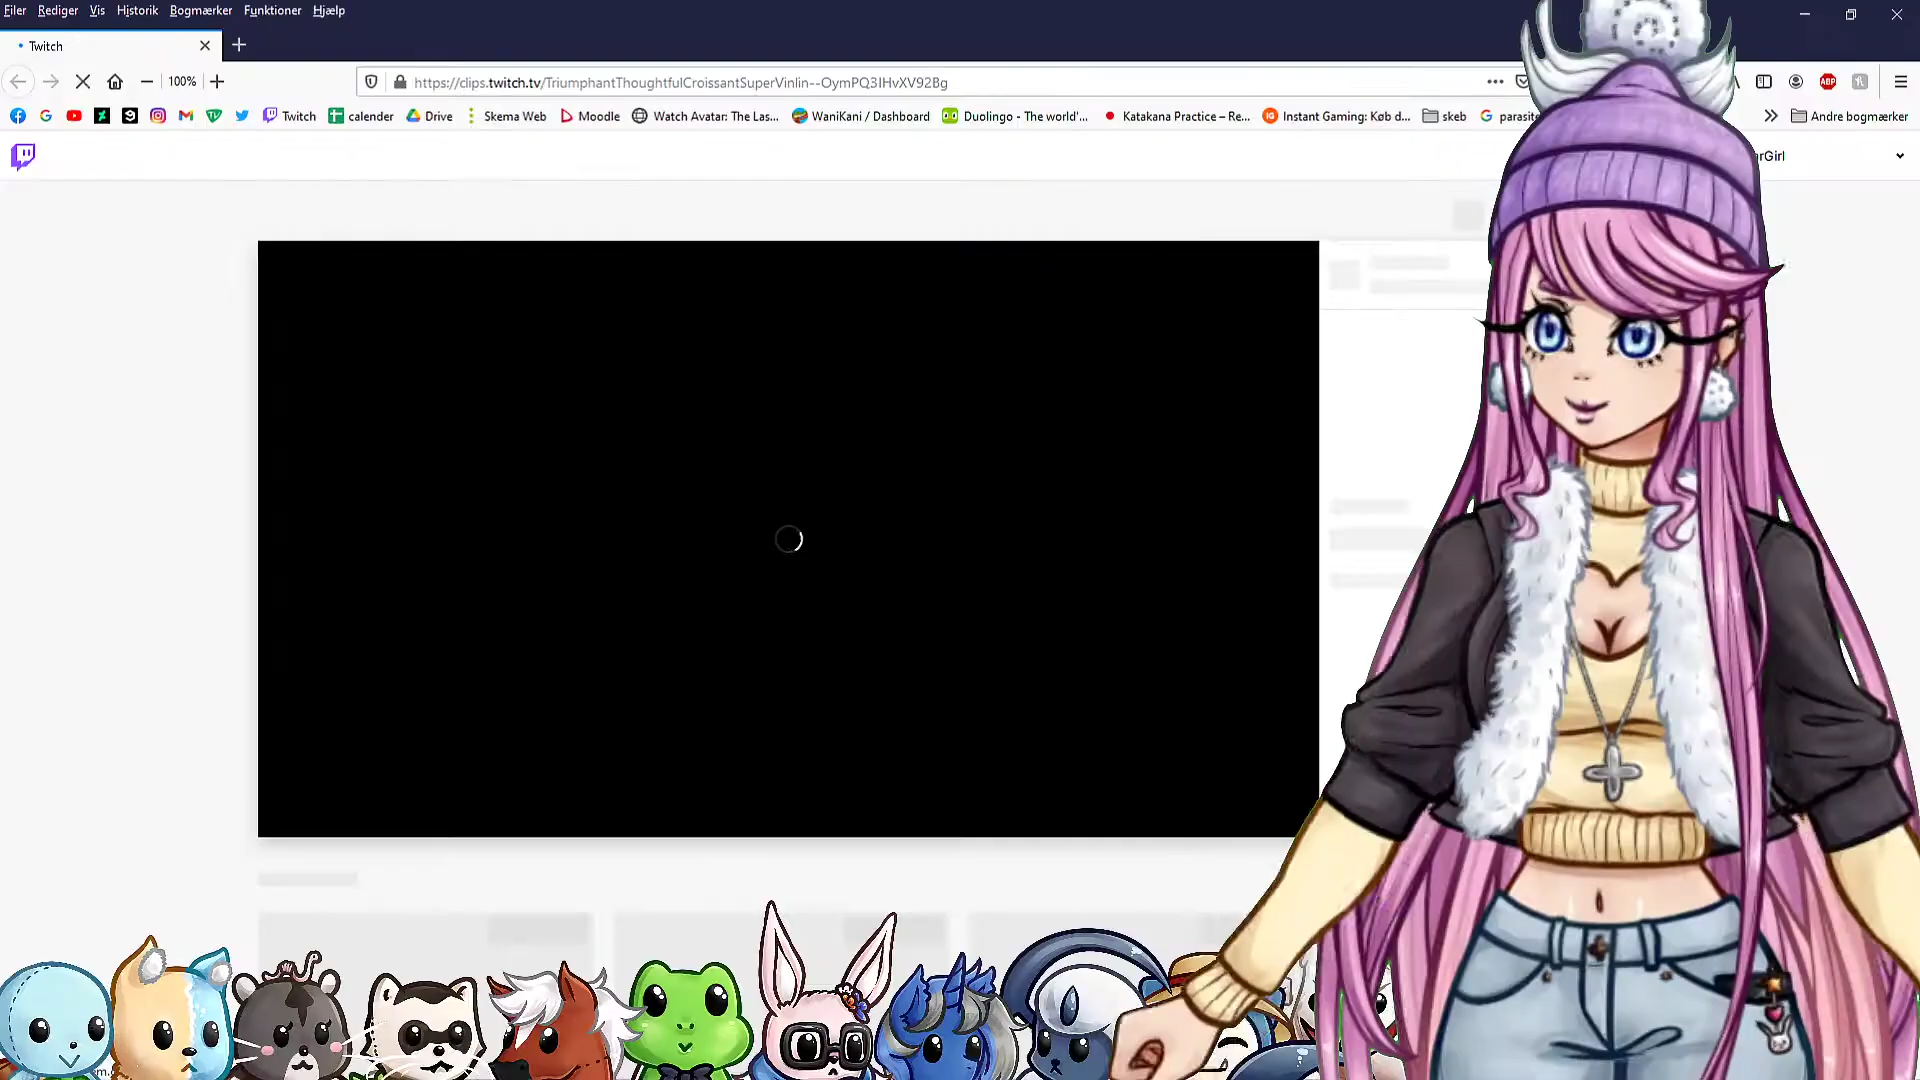 Filer Rediger Vis Historik Bogmærker Funktioner Hjælp
Twitch
100% https://clips.twitch.tv/TriumphantThoughtfulCroissantSuperVinlin--OymPQ3IHvXV92Bg ABP
Twitch calender Drive Skema Web Moodle Watch Avatar: The Las... WaniKani / Dashboard Duolingo - The world'... Katakana Practice – Re... Instant Gaming: Køb d... skeb parasite Andre bogmærker
rGirl